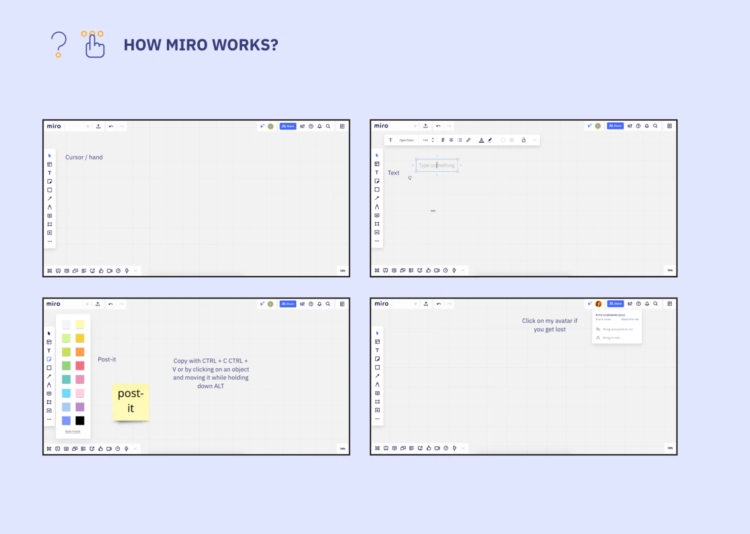 HOW MIRO WORKS?
miro
Cursor / hand
miro
Text
Type something
miro
Post-it
post-
it
Copy with CTRL + C CTRL +
V or by clicking on an object
and moving it while holding
down ALT
miro
Click on my avatar if
you get lost